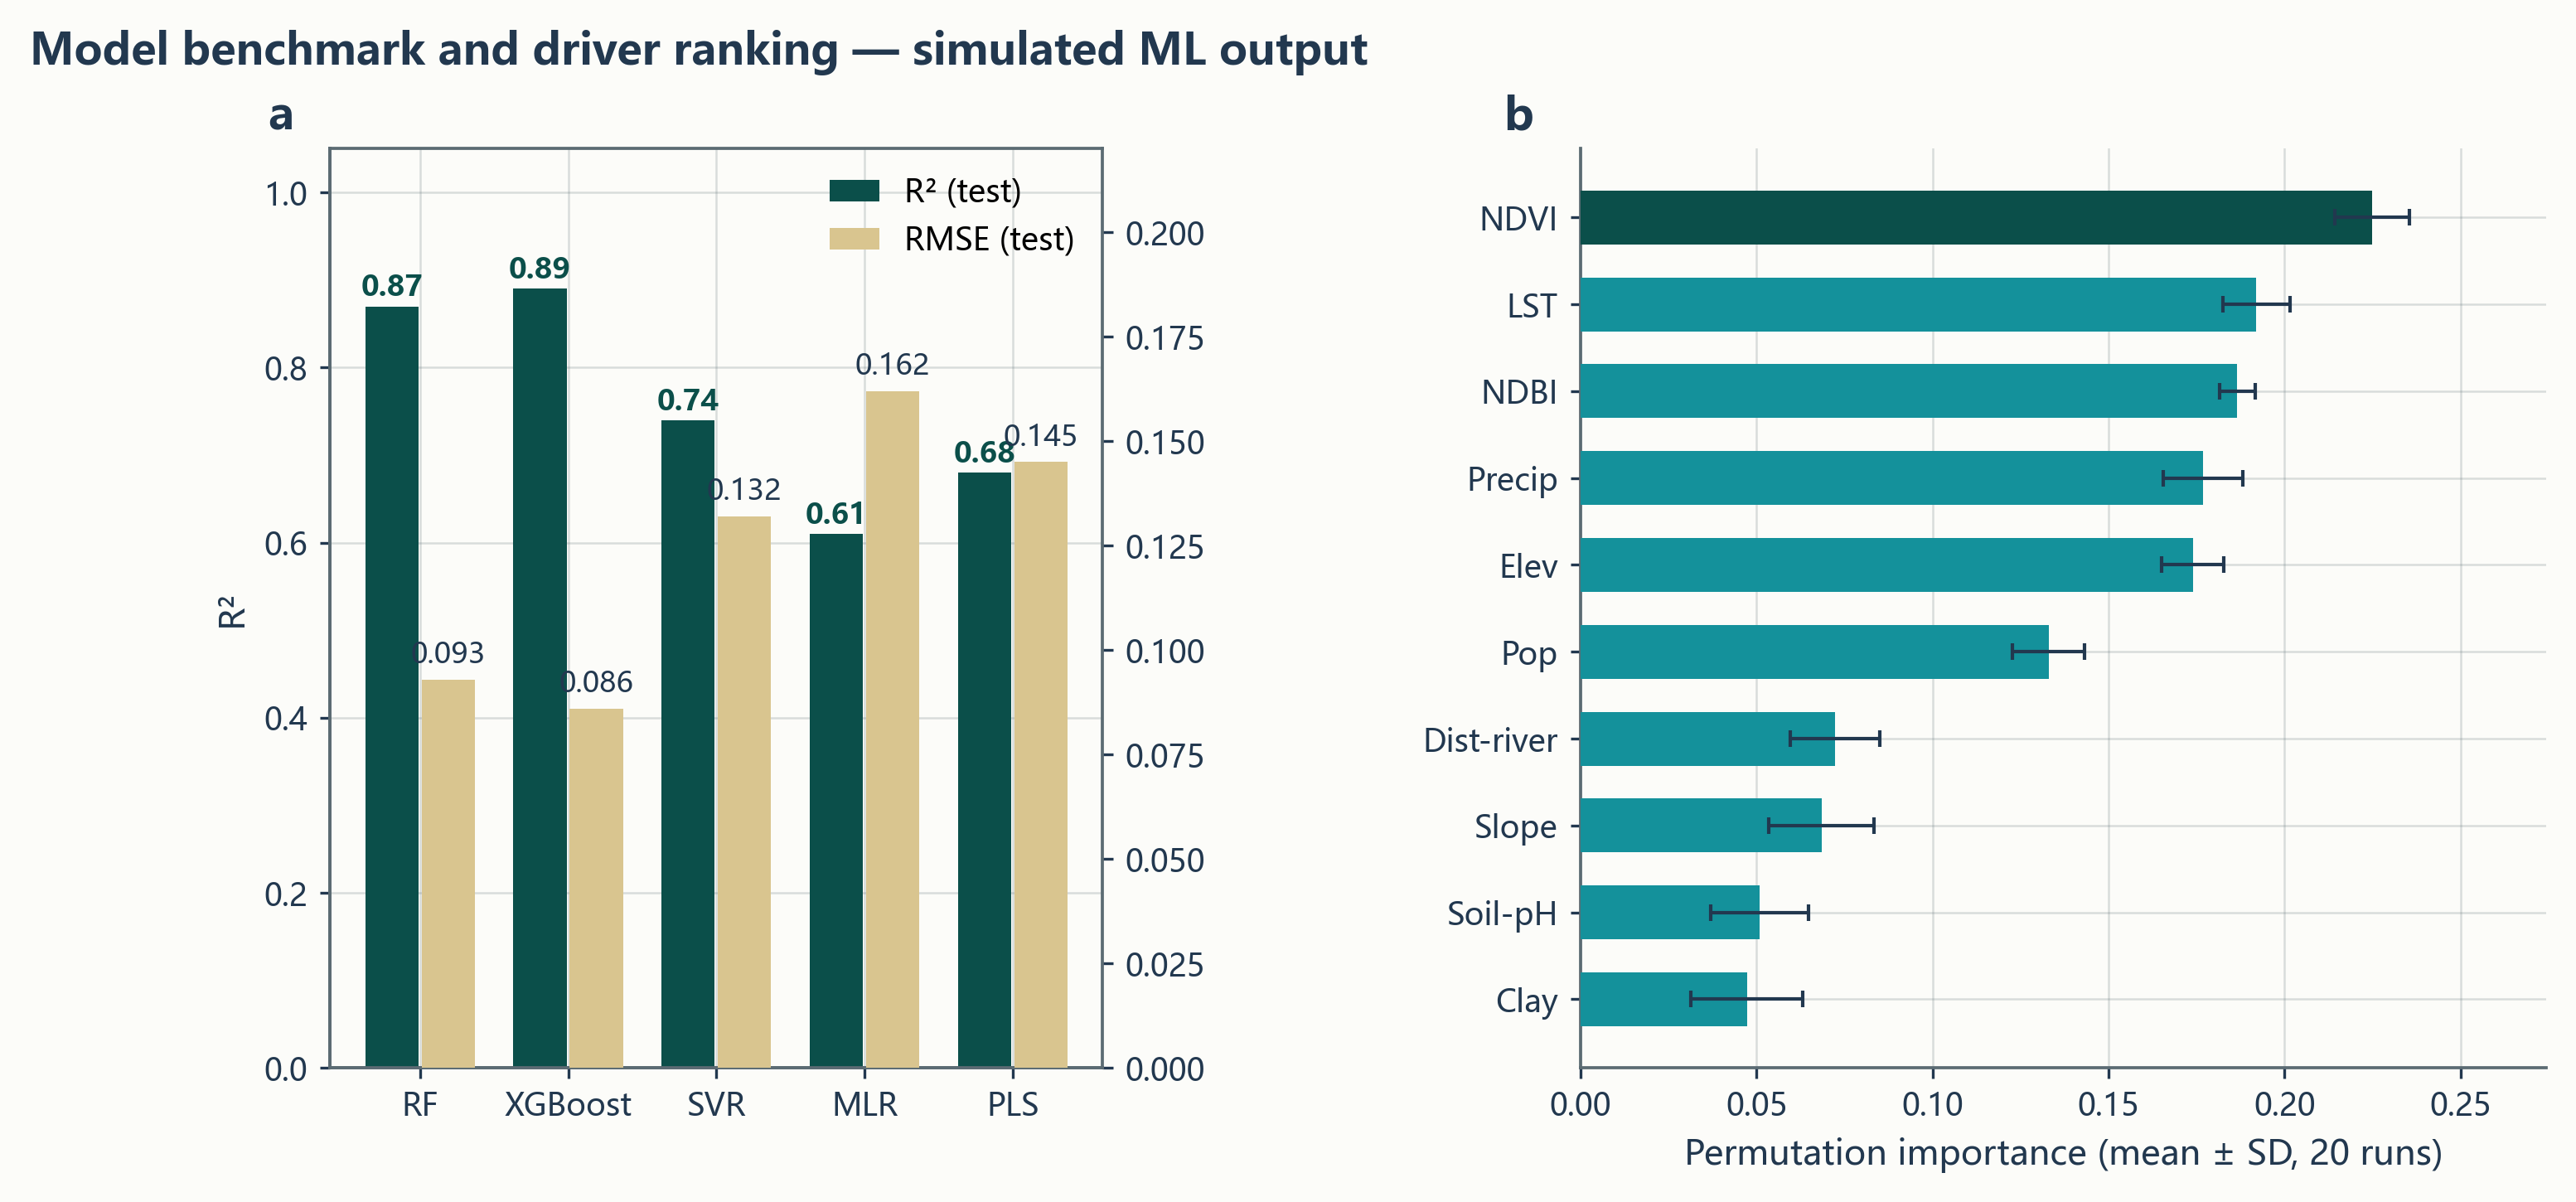 Model benchmark and driver ranking — simulated ML output
a
R² (test)
RMSE (test)
1.0
0.8
0.6
0.4
0.2
0.0
R²
0.87
0.89
0.74
0.61
0.68
0.093
0.086
0.132
0.162
0.145
0.200
0.175
0.150
0.125
0.100
0.075
0.050
0.025
0.000
RF XGBoost SVR MLR PLS
b
NDVI
LST
NDBI
Precip
Elev
Pop
Dist-river
Slope
Soil-pH
Clay
0.00 0.05 0.10 0.15 0.20 0.25
Permutation importance (mean ± SD, 20 runs)